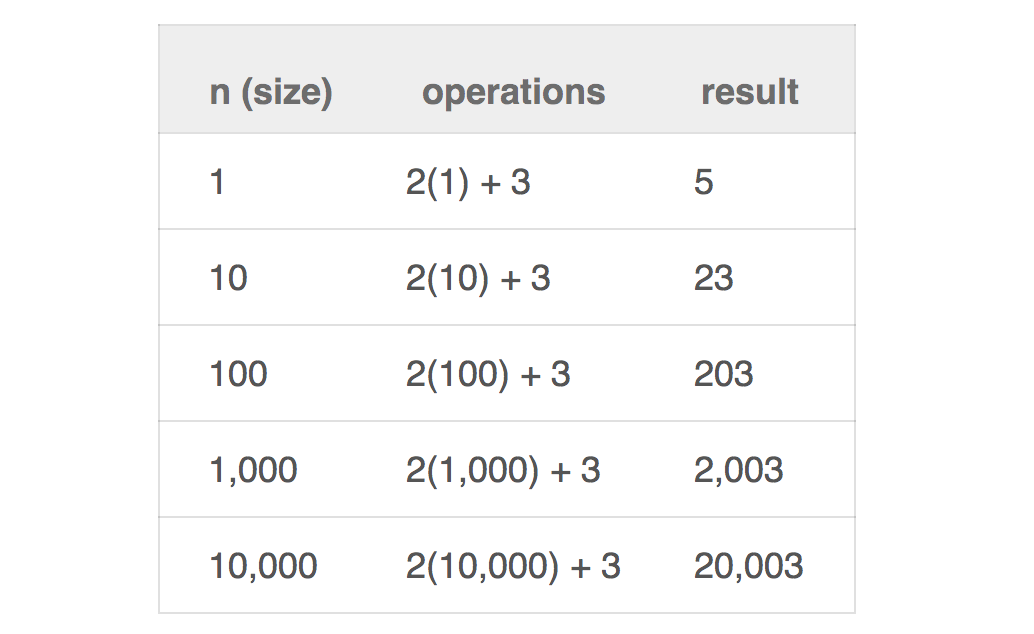 n (size) operations result
1 2(1) + 3 5
10 2(10) + 3 23
100 2(100) + 3 203
1,000 2(1,000) + 3 2,003
10,000 2(10,000) + 3 20,003